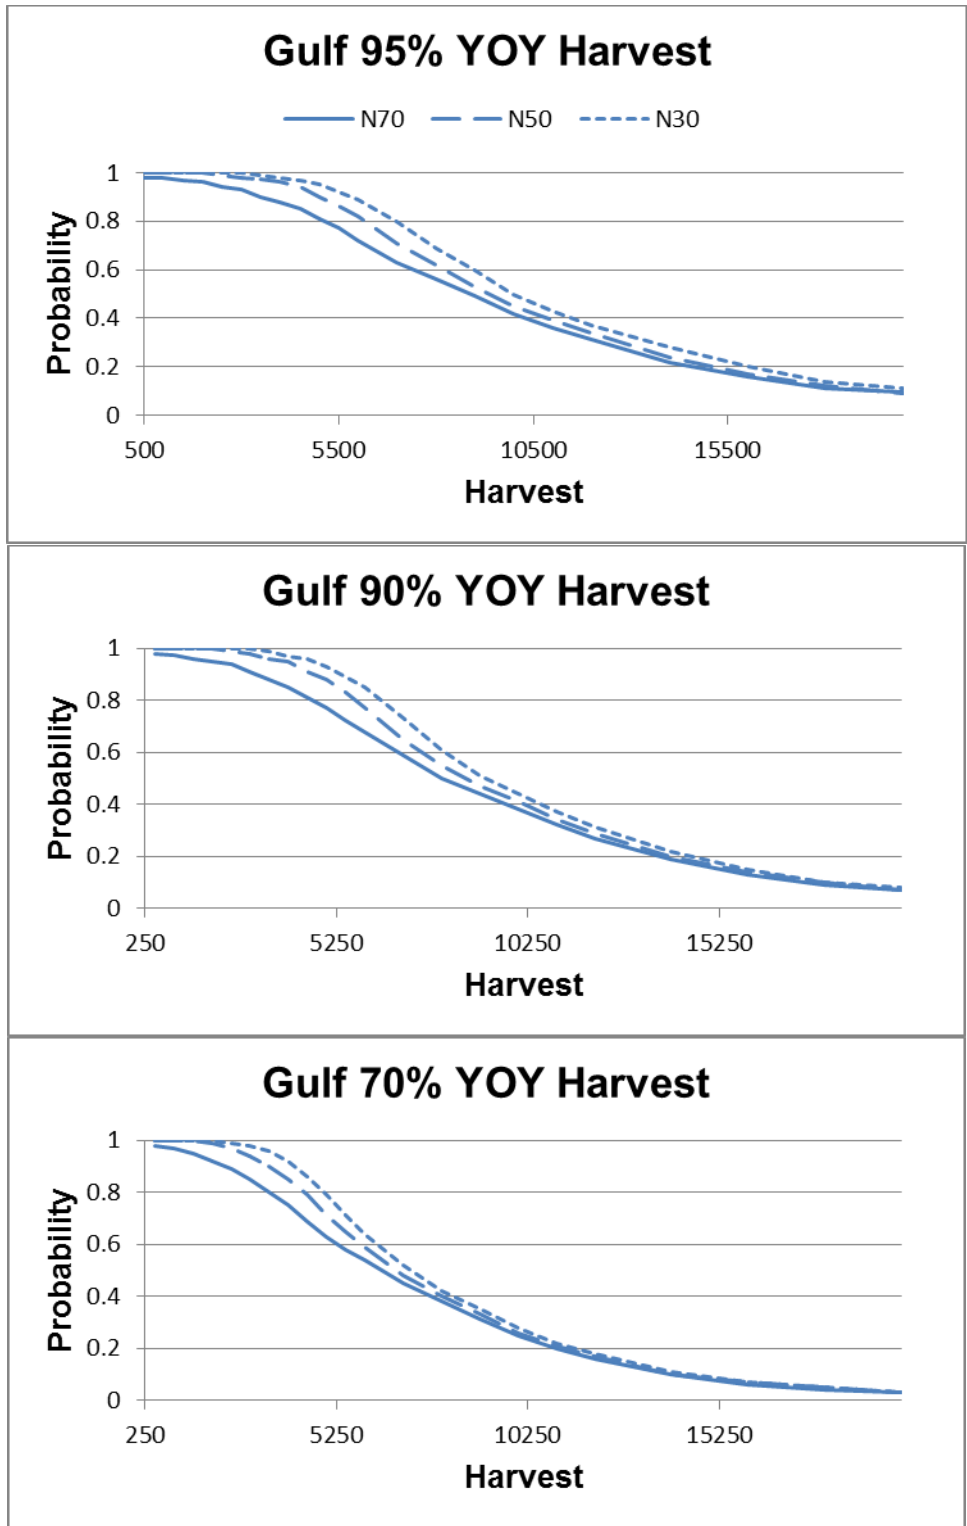 Gulf 95% YOY Harvest
N70 N50 N30
1
0.8
0.6
0.4
0.2
0
Probability
500 5500 10500 15500
Harvest
Gulf 90% YOY Harvest
1
0.8
0.6
0.4
0.2
0
Probability
250 5250 10250 15250
Harvest
Gulf 70% YOY Harvest
1
0.8
0.6
0.4
0.2
0
Probability
250 5250 10250 15250
Harvest